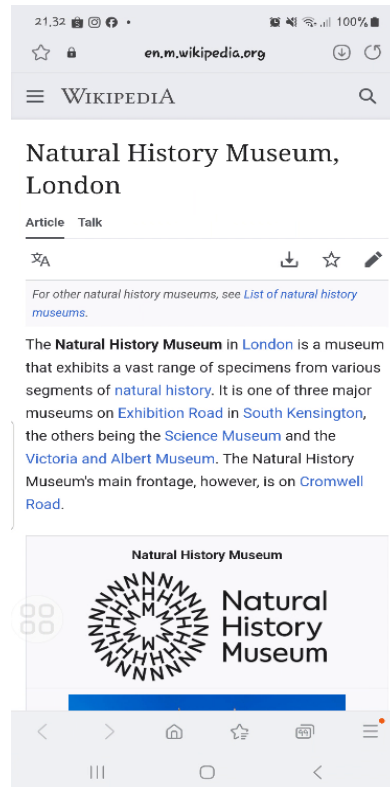 21.32
100%
en.m.wikipedia.org
WIKIPEDIA
Natural History Museum,
London
Article Talk
For other natural history museums, see List of natural history
museums.
The Natural History Museum in London is a museum
that exhibits a vast range of specimens from various
segments of natural history. It is one of three major
museums on Exhibition Road in South Kensington,
the others being the Science Museum and the
Victoria and Albert Museum. The Natural History
Museum's main frontage, however, is on Cromwell
Road.
Natural History Museum
Natural
History
Museum